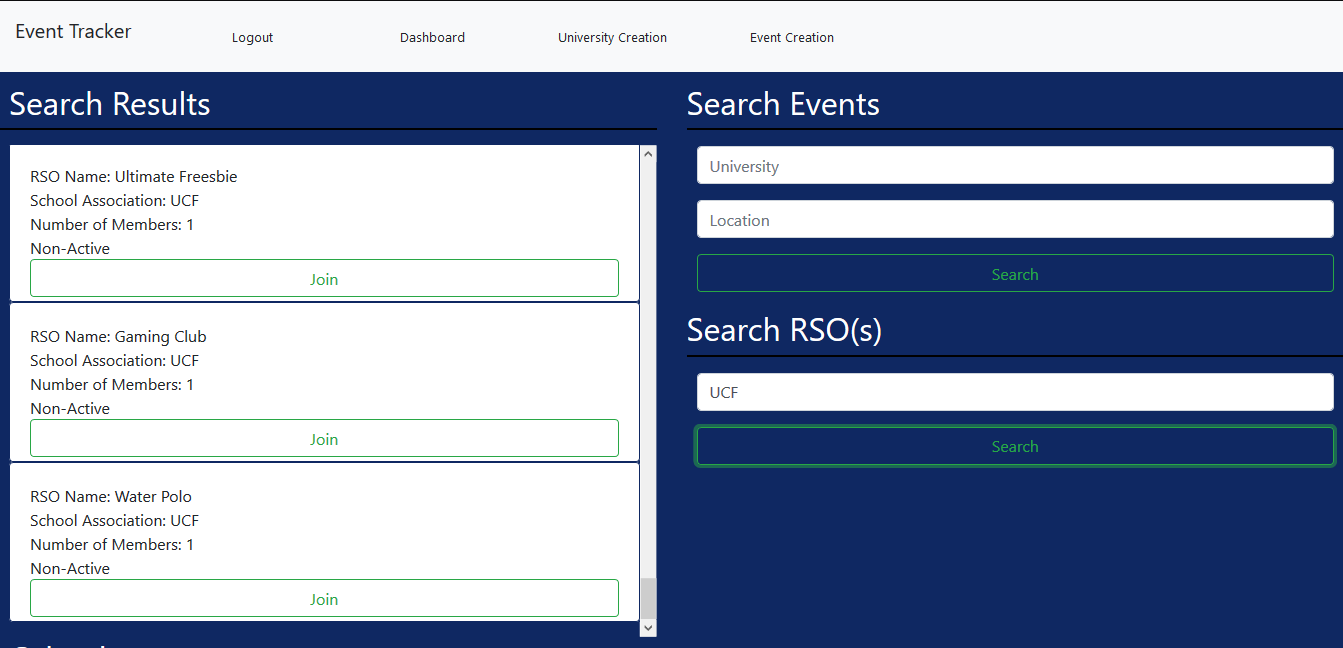 Event Tracker
Logout
Dashboard
University Creation
Event Creation
Search Results
RSO Name: Ultimate Freesbie
School Association: UCF
Number of Members: 1
Non-Active
Join
RSO Name: Gaming Club
School Association: UCF
Number of Members: 1
Non-Active
Join
RSO Name: Water Polo
School Association: UCF
Number of Members: 1
Non-Active
Join
Search Events
University
Location
Search
Search RSO(s)
UCF
Search